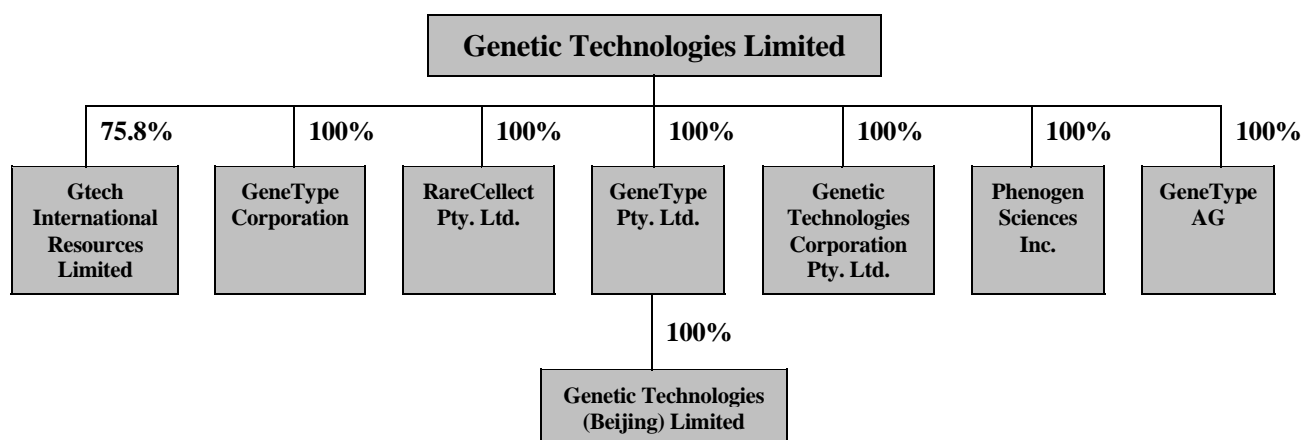 Genetic Technologies Limited
75.8%
100%
100%
100%
100%
100%
100%
Gtech
International
Resources
Limited
GeneType
Corporation
RareCellect
Pty. Ltd.
GeneType
Pty. Ltd.
Genetic
Technologies
Corporation
Pty. Ltd.
Phenogen
Sciences
Inc.
GeneType
AG
100%
Genetic Technologies
(Beijing) Limited